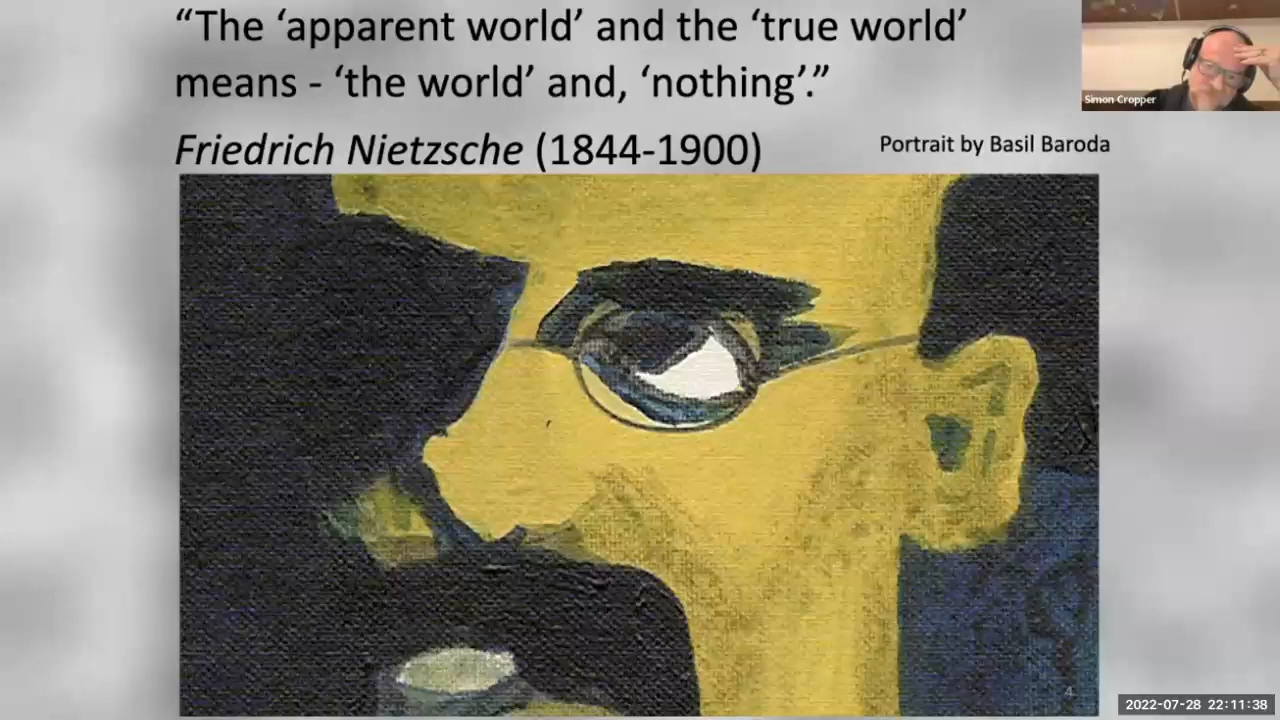 “The ‘apparent world’ and the ‘true world’
means - ‘the world’ and, ‘nothing’.”
Friedrich Nietzsche (1844-1900)
Portrait by Basil Baroda
Simon Cropper
4
2022-07-28 22:11:38